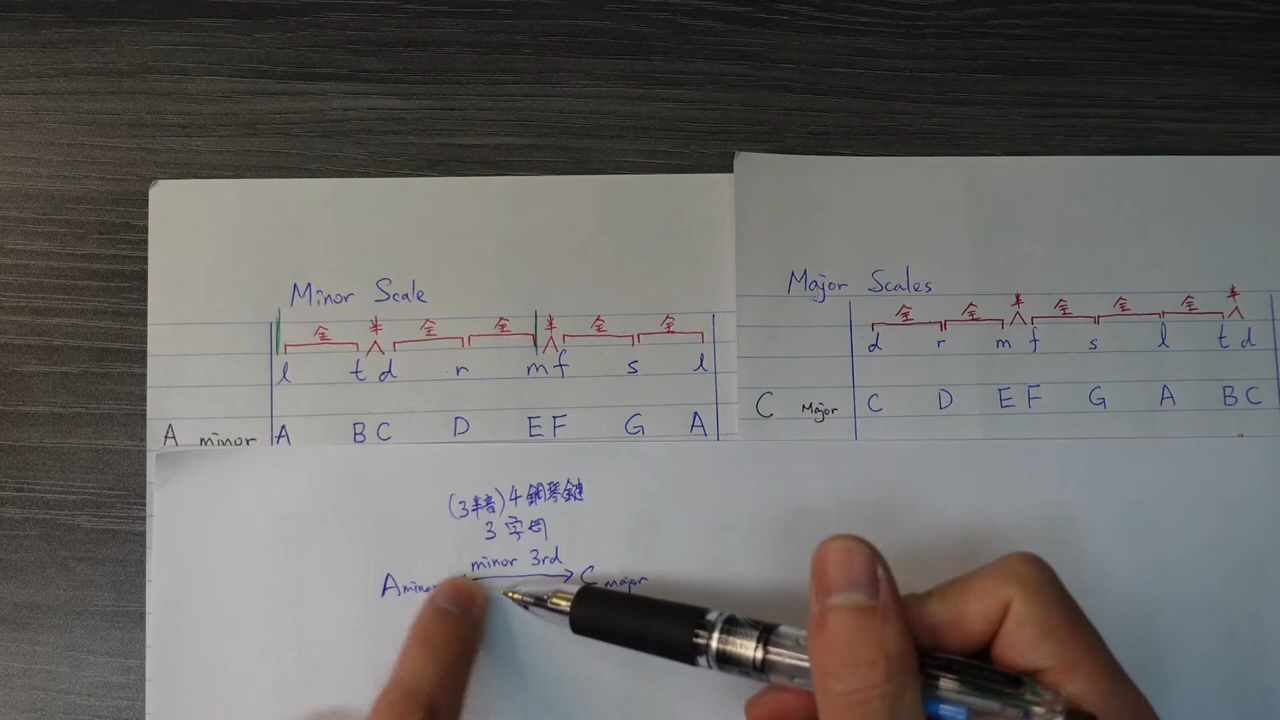 Minor Scale
全 半 全 全 半 全 全
l t d r m f s l
A minor A B C D E F G A
Major Scales
全 全 半 全 全 全 半
d r m f s l t d
C Major C D E F G A B C
(3半音) 4 鋼琴鍵
3 字母
minor 3rd
A minor C major